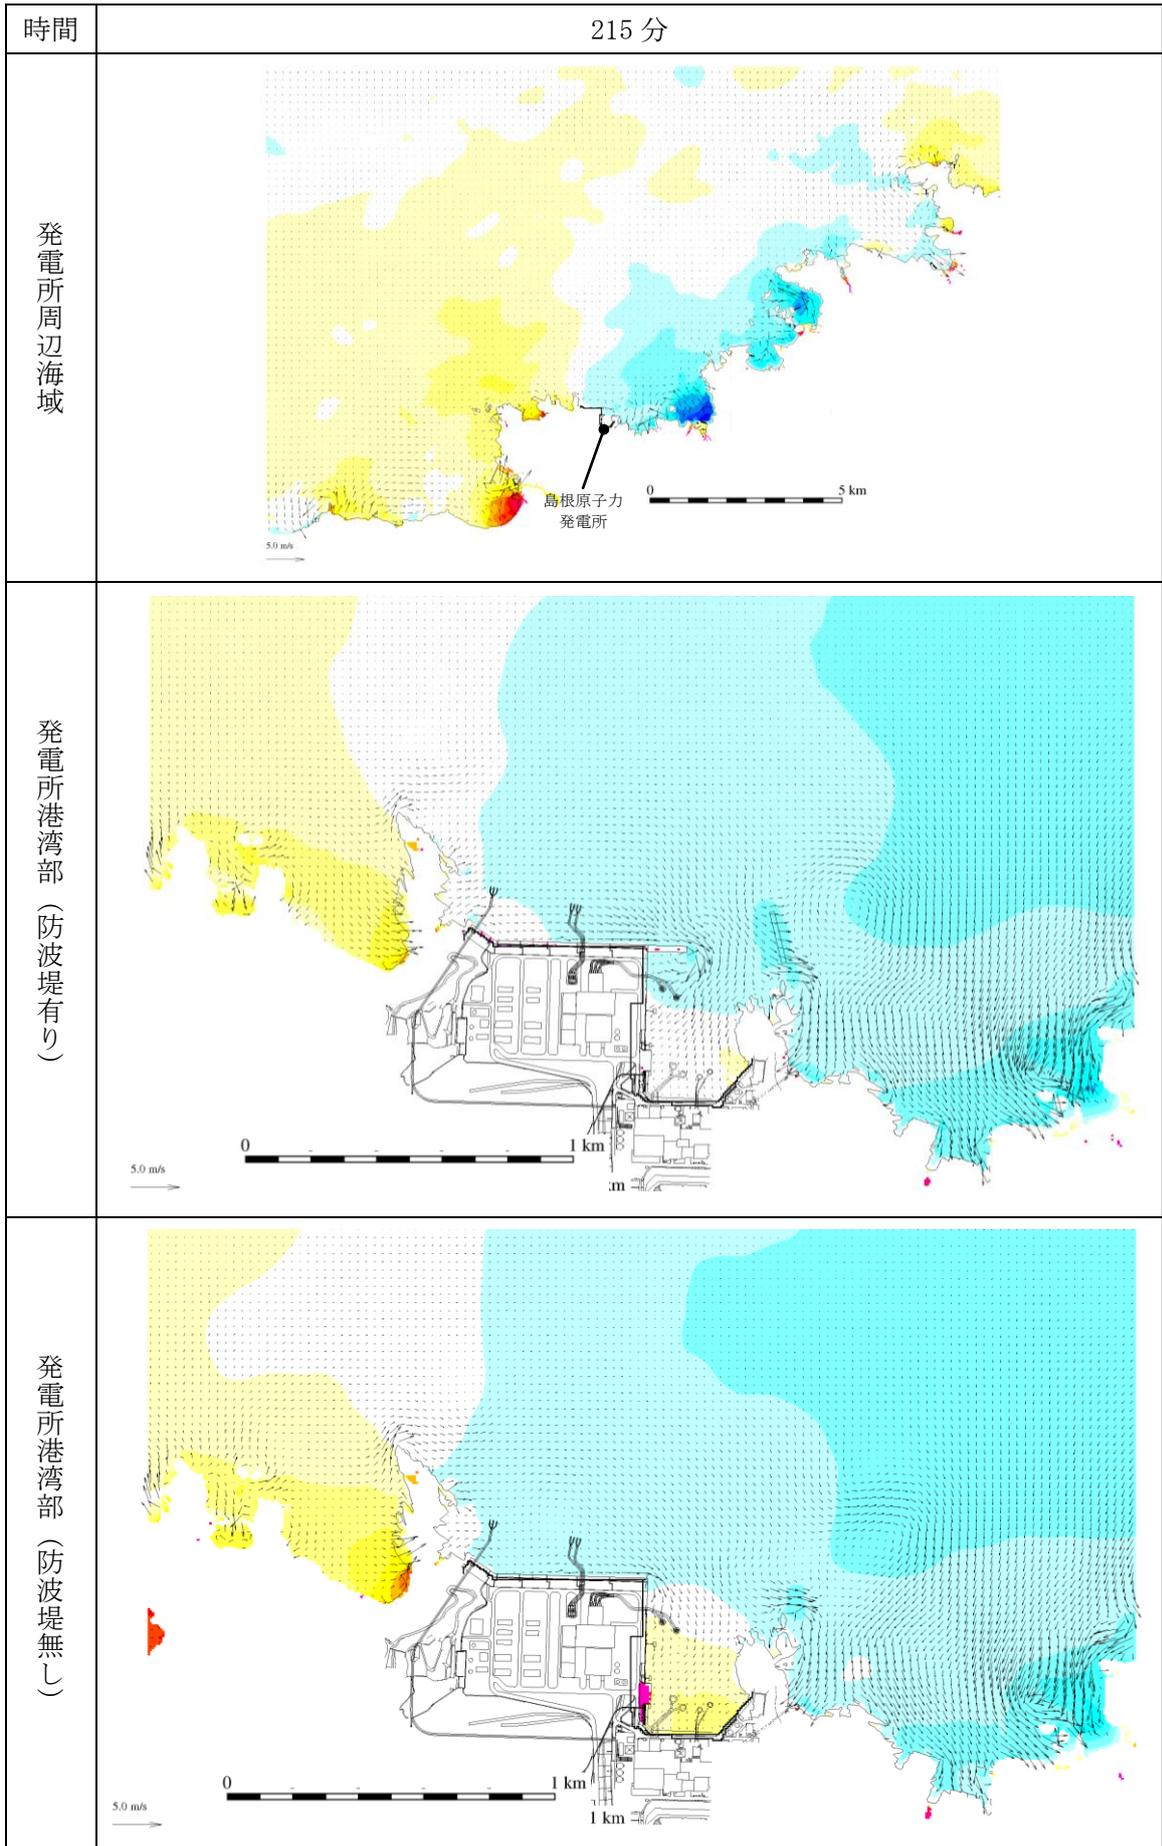 時間
215 分
発電所周辺海域
島根原子力
発電所
0
5 km
5.0 m/s
発電所港湾部（防波堤有り）
0
1 km
5.0 m/s
km
発電所港湾部（防波堤無し）
0
1 km
5.0 m/s
1 km